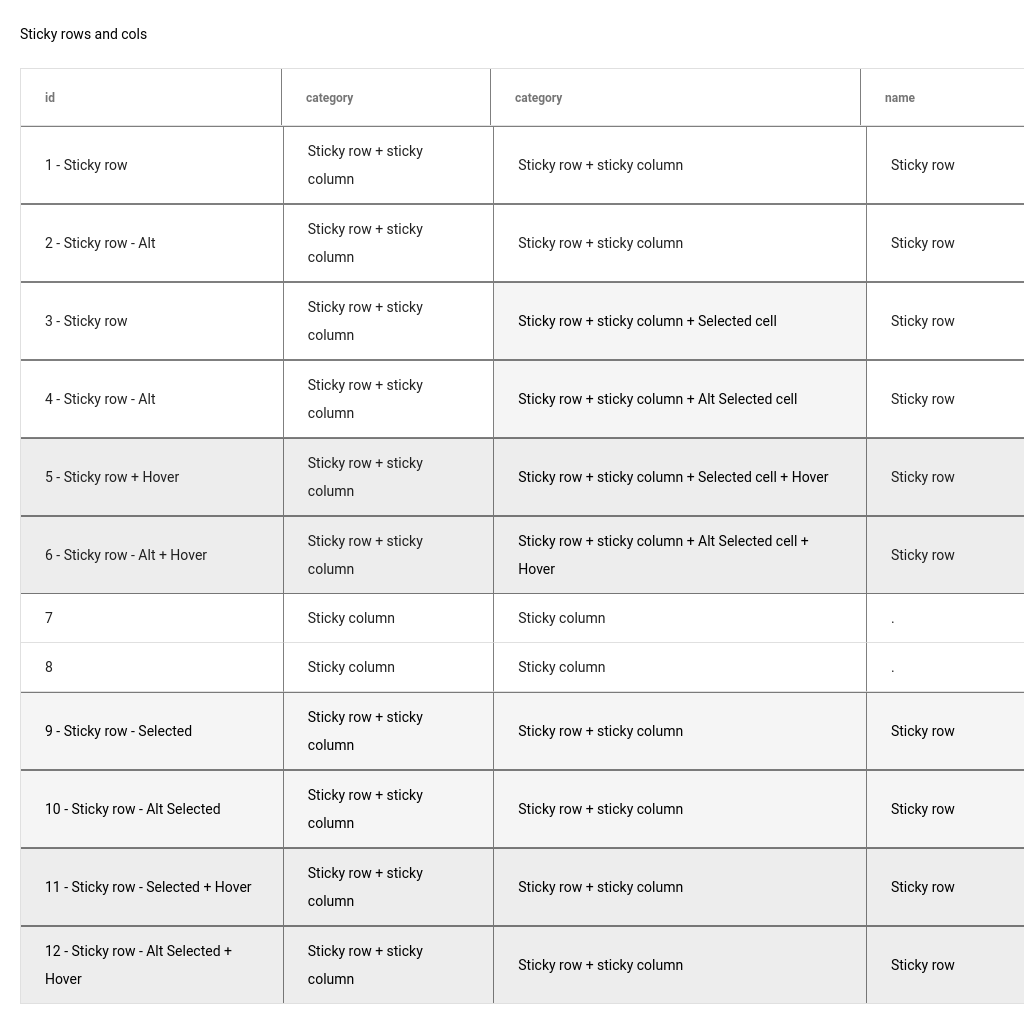 Sticky rows and cols
id
category
category
name
1 - Sticky row
Sticky row + sticky
column
Sticky row + sticky column
Sticky row
2 - Sticky row - Alt
Sticky row + sticky
column
Sticky row + sticky column
Sticky row
3 - Sticky row
Sticky row + sticky
column
Sticky row + sticky column + Selected cell
Sticky row
4 - Sticky row - Alt
Sticky row + sticky
column
Sticky row + sticky column + Alt Selected cell
Sticky row
5 - Sticky row + Hover
Sticky row + sticky
column
Sticky row + sticky column + Selected cell + Hover
Sticky row
6 - Sticky row - Alt + Hover
Sticky row + sticky
column
Sticky row + sticky column + Alt Selected cell +
Hover
Sticky row
7
Sticky column
Sticky column
.
8
Sticky column
Sticky column
.
9 - Sticky row - Selected
Sticky row + sticky
column
Sticky row + sticky column
Sticky row
10 - Sticky row - Alt Selected
Sticky row + sticky
column
Sticky row + sticky column
Sticky row
11 - Sticky row - Selected + Hover
Sticky row + sticky
column
Sticky row + sticky column
Sticky row
12 - Sticky row - Alt Selected +
Hover
Sticky row + sticky
column
Sticky row + sticky column
Sticky row